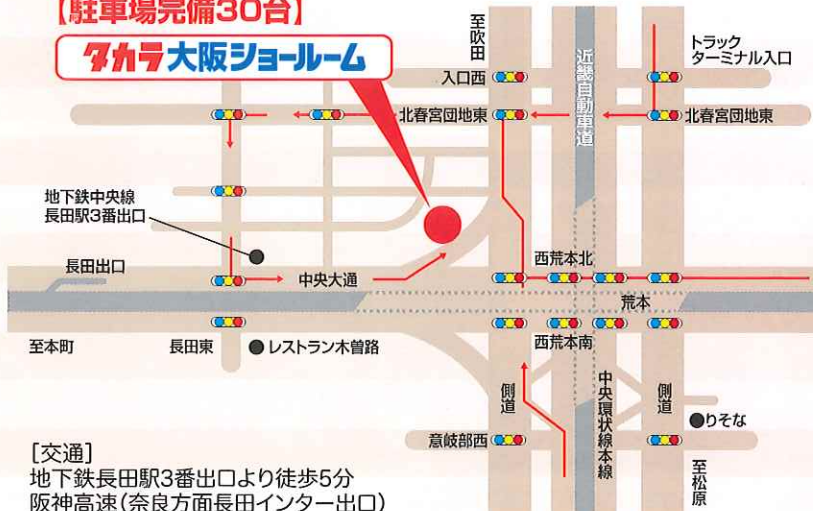 【駐車場完備30台】
タカラ大阪ショールーム
至吹田
入口西
近畿自動車道
トラック
ターミナル入口
北春宮団地東
北春宮団地東
地下鉄中央線
長田駅3番出口
長田出口
中央大通
西荒本北
荒本
至本町
長田東
レストラン木曽路
西荒本南
側道
中央環状線本線
側道
りそな
意岐部西
至松原
[交通]
地下鉄長田駅3番出口より徒歩5分
阪神高速(奈良方面長田インター出口)